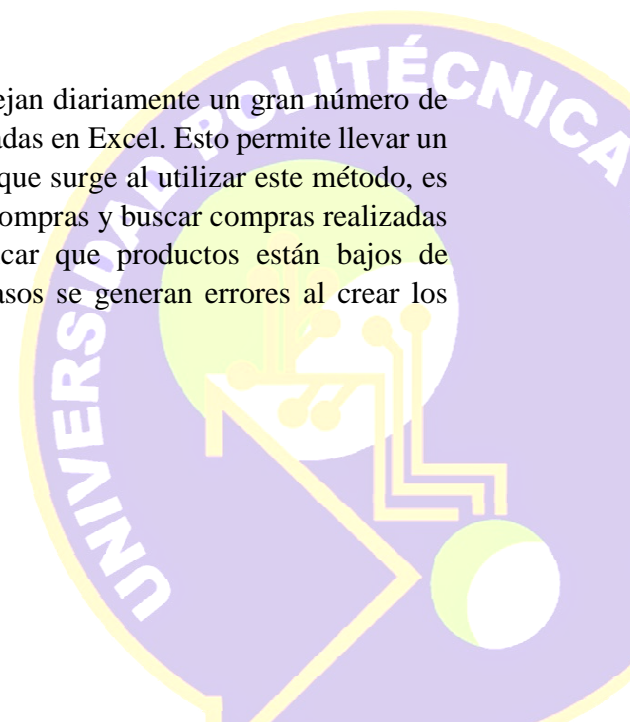 ejan diariamente un gran número de
adas en Excel. Esto permite llevar un
que surge al utilizar este método, es
ompras y buscar compras realizadas
car que productos están bajos de
asos se generan errores al crear los
UNIVERSIDAD POLITÉCNICA